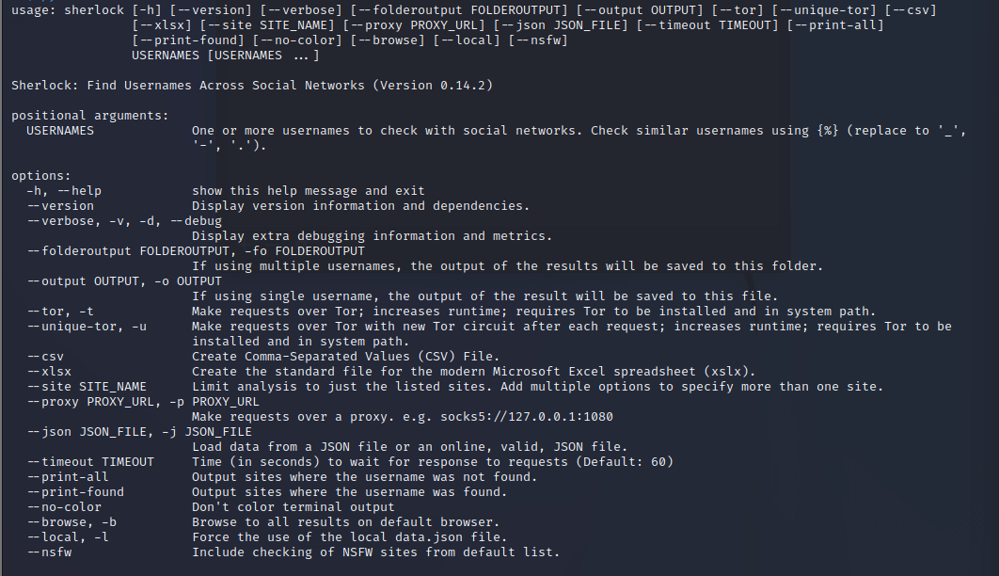 usage: sherlock [-h] [--version] [--verbose] [--folderoutput FOLDEROUTPUT] [--output OUTPUT] [--tor] [--unique-tor] [--csv]
[--xlsx] [--site SITE_NAME] [--proxy PROXY_URL] [--json JSON_FILE] [--timeout TIMEOUT] [--print-all]
[--print-found] [--no-color] [--browse] [--local] [--nsfw]
USERNAMES [USERNAMES ...]
Sherlock: Find Usernames Across Social Networks (Version 0.14.2)
positional arguments:
USERNAMES One or more usernames to check with social networks. Check similar usernames using {%} (replace to '_',
'-', '.').
options:
-h, --help show this help message and exit
--version Display version information and dependencies.
--verbose, -v, -d, --debug
Display extra debugging information and metrics.
--folderoutput FOLDEROUTPUT, -fo FOLDEROUTPUT
If using multiple usernames, the output of the results will be saved to this folder.
--output OUTPUT, -o OUTPUT
If using single username, the output of the result will be saved to this file.
--tor, -t Make requests over Tor; increases runtime; requires Tor to be installed and in system path.
--unique-tor, -u Make requests over Tor with new Tor circuit after each request; increases runtime; requires Tor to be
installed and in system path.
--csv Create Comma-Separated Values (CSV) File.
--xlsx Create the standard file for the modern Microsoft Excel spreadsheet (xslx).
--site SITE_NAME Limit analysis to just the listed sites. Add multiple options to specify more than one site.
--proxy PROXY_URL, -p PROXY_URL
Make requests over a proxy. e.g. socks5://127.0.0.1:1080
--json JSON_FILE, -j JSON_FILE
Load data from a JSON file or an online, valid, JSON file.
--timeout TIMEOUT Time (in seconds) to wait for response to requests (Default: 60)
--print-all Output sites where the username was not found.
--print-found Output sites where the username was found.
--no-color Don't color terminal output
--browse, -b Browse to all results on default browser.
--local, -l Force the use of the local data.json file.
--nsfw Include checking of NSFW sites from default list.